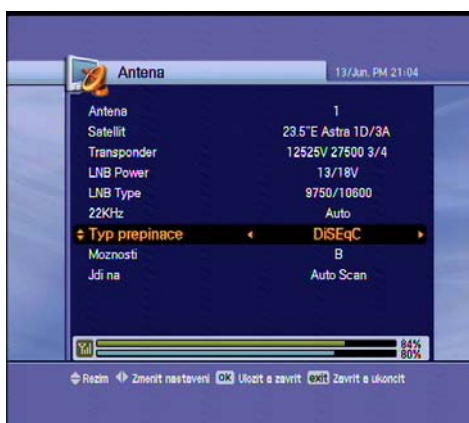 Antena 13/Jun. PM 21:04
Antena 1
Satellit 23.5°E Astra 1D/3A
Transponder 12525V 27500 3/4
LNB Power 13/18V
LNB Type 9750/10600
22KHz Auto
Typ prepinace DiSEqC
Moznosti B
Jdi na Auto Scan
84%
80%
Rezim Zmenit nastaveni OK Ulozit a zavrit exit Zavrit a ukoncit